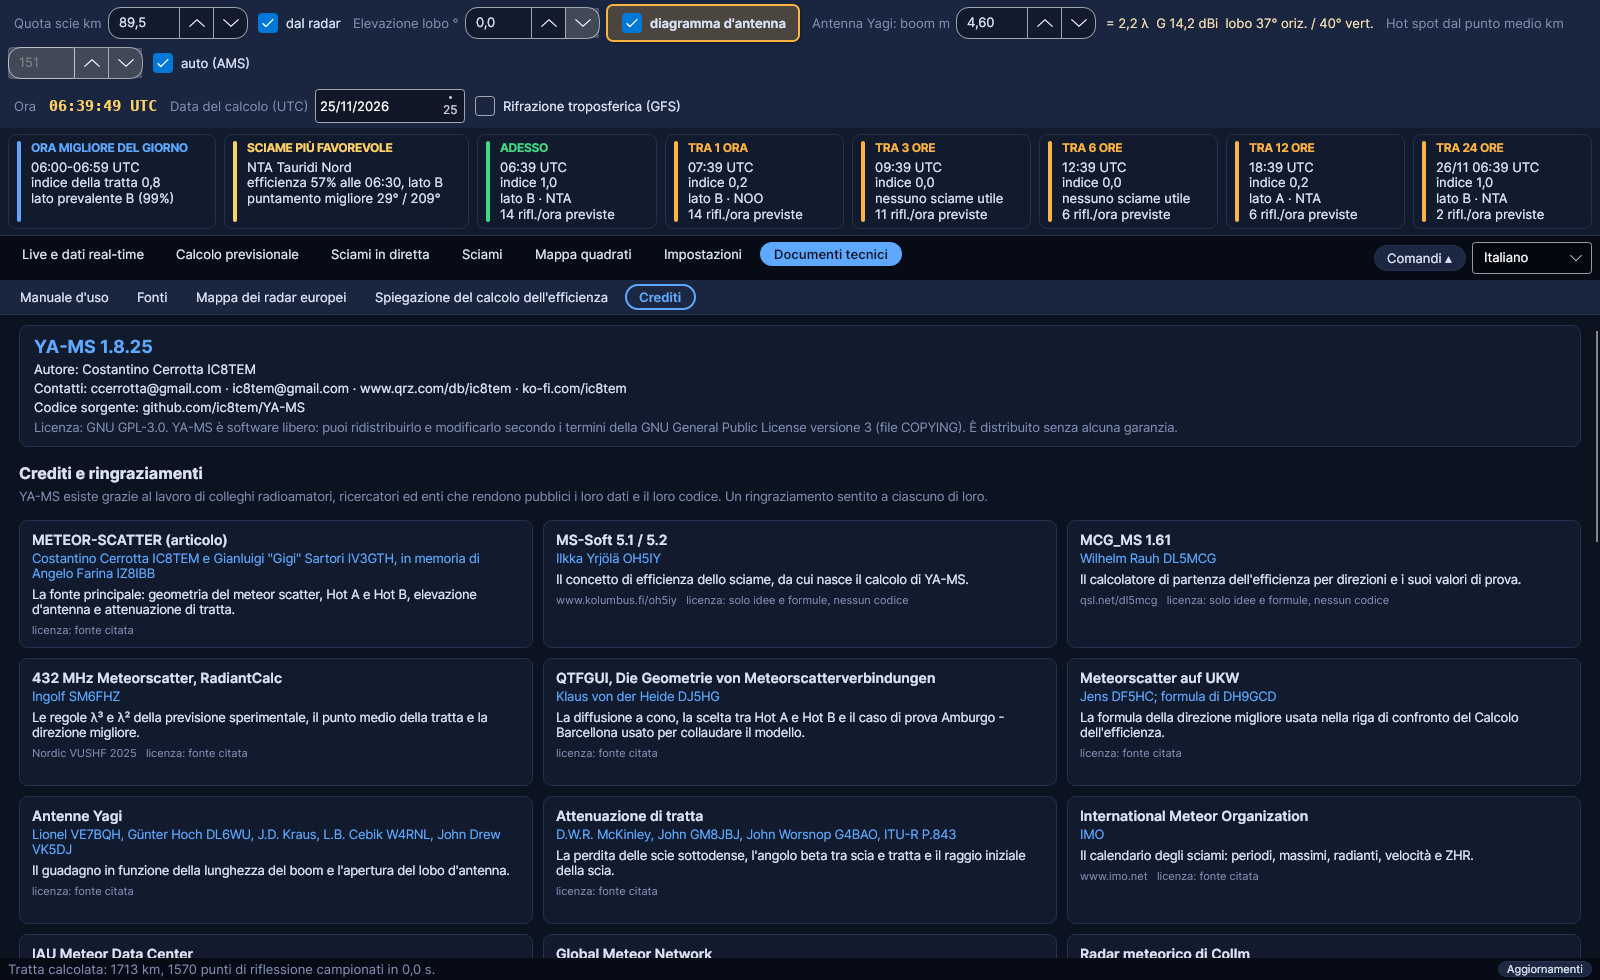 Quota scie km 89,5 dal radar Elevazione lobo ° 0,0 diagramma d'antenna Antenna Yagi: boom m 4,60 = 2,2 λ G 14,2 dBi lobo 37° oriz. / 40° vert. Hot spot dal punto medio km
151 auto (AMS)
Ora 06:39:49 UTC Data del calcolo (UTC) 25/11/2026 25 Rifrazione troposferica (GFS)
ORA MIGLIORE DEL GIORNO
06:00-06:59 UTC
indice della tratta 0,8
lato prevalente B (99%)
SCIAME PIÙ FAVOREVOLE
NTA Tauridi Nord
efficienza 57% alle 06:30, lato B
puntamento migliore 29° / 209°
ADESSO
06:39 UTC
indice 1,0
lato B · NTA
14 rifl./ora previste
TRA 1 ORA
07:39 UTC
indice 0,2
lato B · NOO
14 rifl./ora previste
TRA 3 ORE
09:39 UTC
indice 0,0
nessuno sciame utile
11 rifl./ora previste
TRA 6 ORE
12:39 UTC
indice 0,0
nessuno sciame utile
6 rifl./ora previste
TRA 12 ORE
18:39 UTC
indice 0,2
lato A · NTA
6 rifl./ora previste
TRA 24 ORE
26/11 06:39 UTC
indice 1,0
lato B · NTA
2 rifl./ora previste
Live e dati real-time Calcolo previsionale Sciami in diretta Sciami Mappa quadrati Impostazioni Documenti tecnici Comandi ▴ Italiano
Manuale d'uso Fonti Mappa dei radar europei Spiegazione del calcolo dell'efficienza Crediti
YA-MS 1.8.25
Autore: Costantino Cerrotta IC8TEM
Contatti: ccerrotta@gmail.com · ic8tem@gmail.com · www.qrz.com/db/ic8tem · ko-fi.com/ic8tem
Codice sorgente: github.com/ic8tem/YA-MS
Licenza: GNU GPL-3.0. YA-MS è software libero: puoi ridistribuirlo e modificarlo secondo i termini della GNU General Public License versione 3 (file COPYING). È distribuito senza alcuna garanzia.
Crediti e ringraziamenti
YA-MS esiste grazie al lavoro di colleghi radioamatori, ricercatori ed enti che rendono pubblici i loro dati e il loro codice. Un ringraziamento sentito a ciascuno di loro.
METEOR-SCATTER (articolo)
Costantino Cerrotta IC8TEM e Gianluigi "Gigi" Sartori IV3GTH, in memoria di
Angelo Farina IZ8IBB
La fonte principale: geometria del meteor scatter, Hot A e Hot B, elevazione
d'antenna e attenuazione di tratta.
licenza: fonte citata
MS-Soft 5.1 / 5.2
Ilkka Yrjölä OH5IY
Il concetto di efficienza dello sciame, da cui nasce il calcolo di YA-MS.
www.kolumbus.fi/oh5iy licenza: solo idee e formule, nessun codice
MCG_MS 1.61
Wilhelm Rauh DL5MCG
Il calcolatore di partenza dell'efficienza per direzioni e i suoi valori di prova.
qsl.net/dl5mcg licenza: solo idee e formule, nessun codice
432 MHz Meteorscatter, RadiantCalc
Ingolf SM6FHZ
Le regole λ³ e λ² della previsione sperimentale, il punto medio della tratta e la
direzione migliore.
Nordic VUSHF 2025 licenza: fonte citata
QTFGUI, Die Geometrie von Meteorscatterverbindungen
Klaus von der Heide DJ5HG
La diffusione a cono, la scelta tra Hot A e Hot B e il caso di prova Amburgo -
Barcellona usato per collaudare il modello.
licenza: fonte citata
Meteorscatter auf UKW
Jens DF5HC; formula di DH9GCD
La formula della direzione migliore usata nella riga di confronto del Calcolo
dell'efficienza.
licenza: fonte citata
Antenne Yagi
Lionel VE7BQH, Günter Hoch DL6WU, J.D. Kraus, L.B. Cebik W4RNL, John Drew
VK5DJ
Il guadagno in funzione della lunghezza del boom e l'apertura del lobo d'antenna.
licenza: fonte citata
Attenuazione di tratta
D.W.R. McKinley, John GM8JBJ, John Worsnop G4BAO, ITU-R P.843
La perdita delle scie sottodense, l'angolo beta tra scia e tratta e il raggio iniziale
della scia.
licenza: fonte citata
International Meteor Organization
IMO
Il calendario degli sciami: periodi, massimi, radianti, velocità e ZHR.
www.imo.net licenza: fonte citata
IAU Meteor Data Center
Global Meteor Network
Radar meteorico di Collm
Tratta calcolata: 1713 km, 1570 punti di riflessione campionati in 0,0 s.
Aggiornamenti